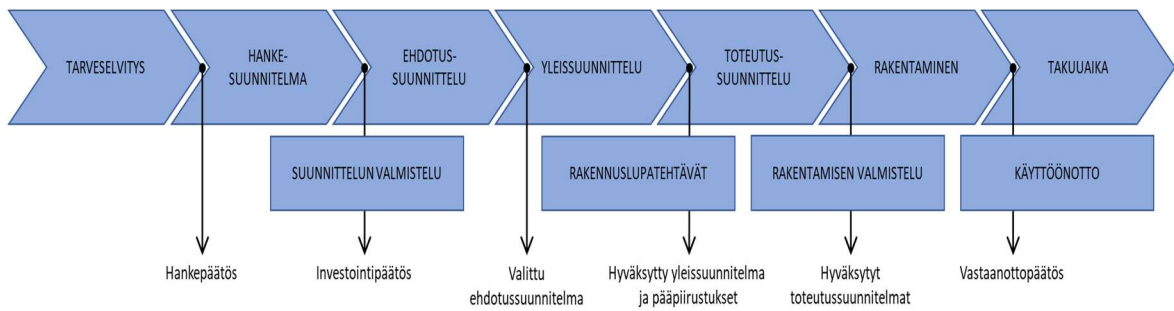 TARVESELVITYS
HANKE-
SUUNNITELMA
EHDOTUS-
SUUNNITTELU
YLEISSUUNNITTELU
TOTEUTUS-
SUUNNITTELU
RAKENTAMINEN
TAKUUAIKA
SUUNNITTELUN VALMISTELU
RAKENNUSLUPATEHTÄVÄT
RAKENTAMISEN VALMISTELU
KÄYTTÖÖNOTTO
Hankepäätös
Investointipäätös
Valittu
ehdotussuunnitelma
Hyväksytty yleissuunnitelma
ja pääpiirustukset
Hyväksytyt
toteutussuunnitelmat
Vastaanottopäätös